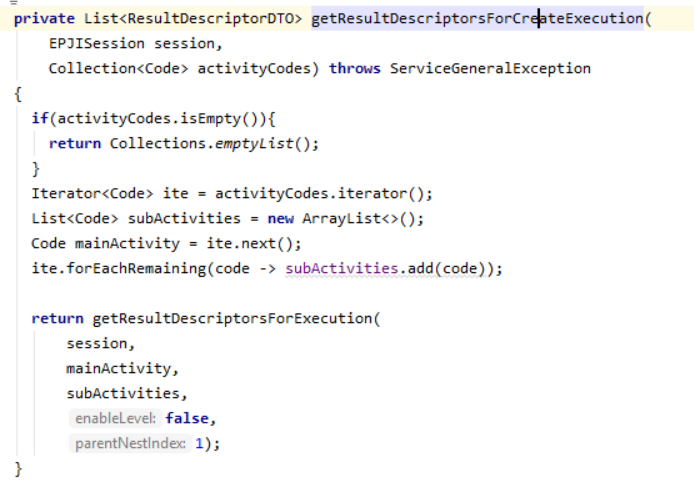 private List<ResultDescriptorDTO> getResultDescriptorsForCreateExecution(
EPJISession session,
Collection<Code> activityCodes) throws ServiceGeneralException
{
if(activityCodes.isEmpty()){
return Collections.emptyList();
}
Iterator<Code> ite = activityCodes.iterator();
List<Code> subActivities = new ArrayList<>();
Code mainActivity = ite.next();
ite.forEachRemaining(code -> subActivities.add(code));
return getResultDescriptorsForExecution(
session,
mainActivity,
subActivities,
enableLevel: false,
parentNestIndex: 1);
}